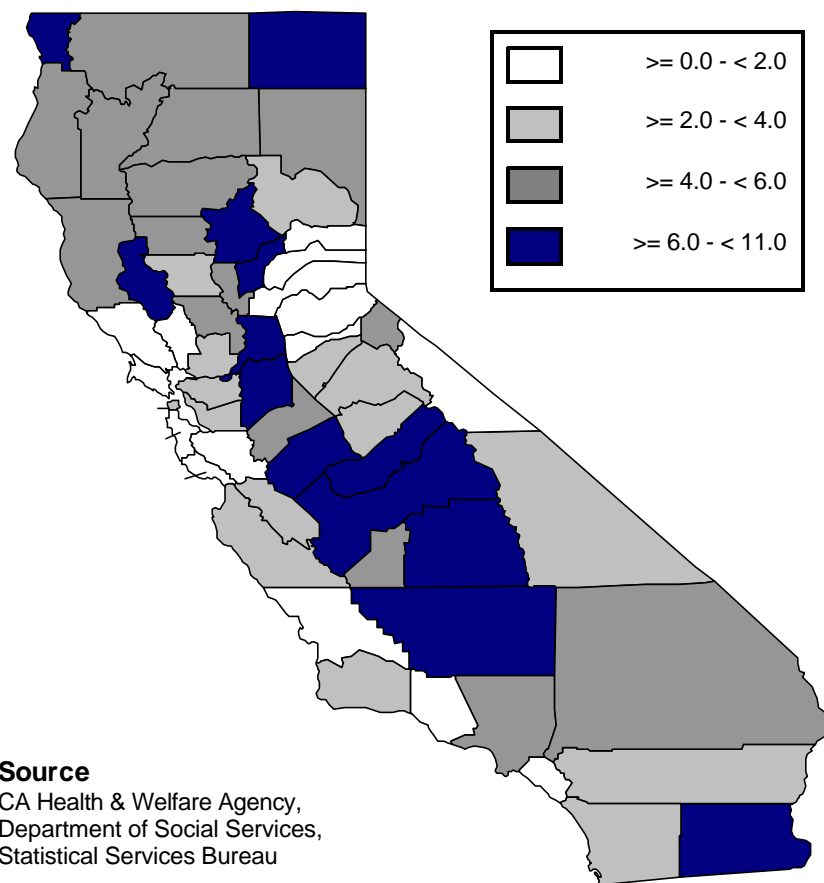 >= 0.0 - < 2.0
>= 2.0 - < 4.0
>= 4.0 - < 6.0
>= 6.0 - < 11.0
Source
CA Health & Welfare Agency,
Department of Social Services,
Statistical Services Bureau